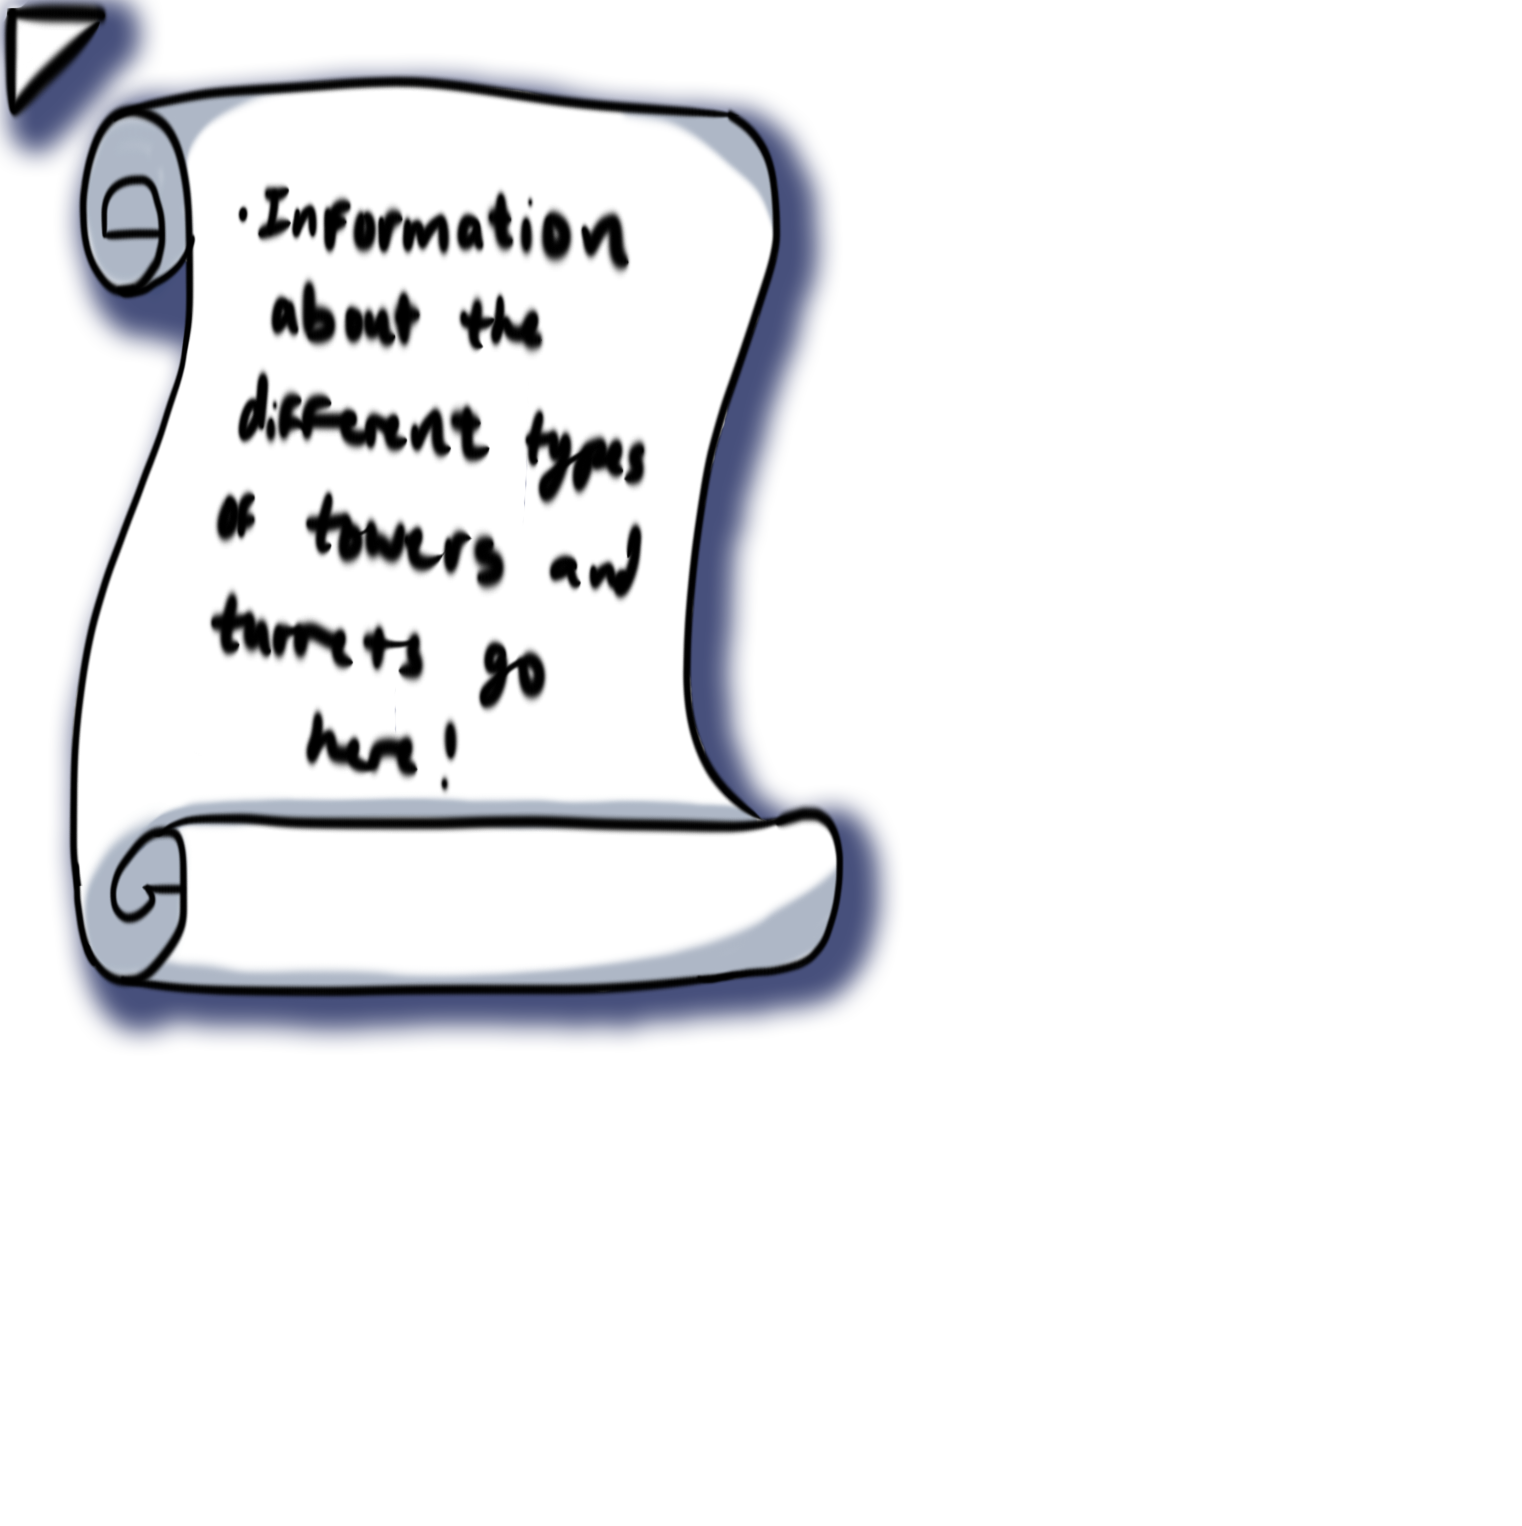 · Information
about the
different types
of towers and
turrets go
here!